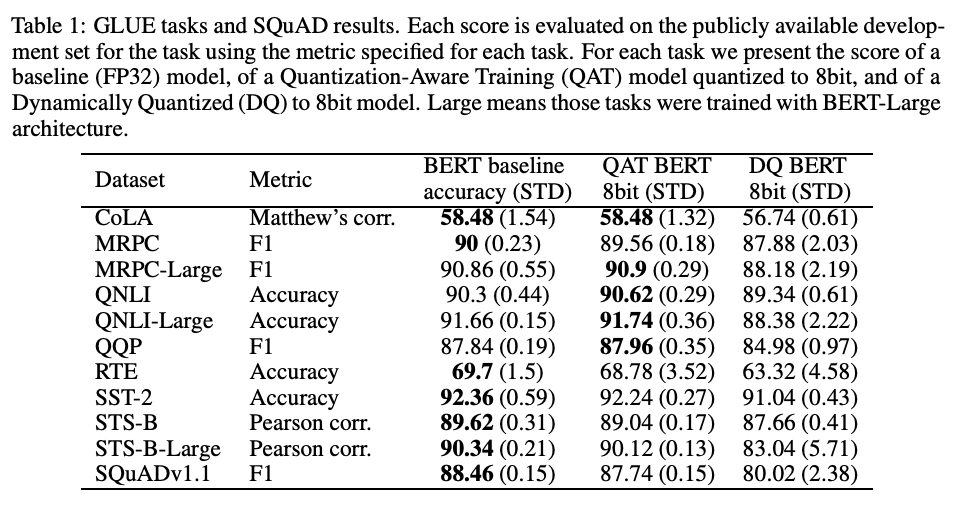 Table 1: GLUE tasks and SQuAD results. Each score is evaluated on the publicly available develop-
ment set for the task using the metric specified for each task. For each task we present the score of a
baseline (FP32) model, of a Quantization-Aware Training (QAT) model quantized to 8bit, and of a
Dynamically Quantized (DQ) to 8bit model. Large means those tasks were trained with BERT-Large
architecture.
Dataset Metric BERT baseline accuracy (STD) QAT BERT 8bit (STD) DQ BERT 8bit (STD)
CoLA Matthew's corr. 58.48 (1.54) 58.48 (1.32) 56.74 (0.61)
MRPC F1 90 (0.23) 89.56 (0.18) 87.88 (2.03)
MRPC-Large F1 90.86 (0.55) 90.9 (0.29) 88.18 (2.19)
QNLI Accuracy 90.3 (0.44) 90.62 (0.29) 89.34 (0.61)
QNLI-Large Accuracy 91.66 (0.15) 91.74 (0.36) 88.38 (2.22)
QQP F1 87.84 (0.19) 87.96 (0.35) 84.98 (0.97)
RTE Accuracy 69.7 (1.5) 68.78 (3.52) 63.32 (4.58)
SST-2 Accuracy 92.36 (0.59) 92.24 (0.27) 91.04 (0.43)
STS-B Pearson corr. 89.62 (0.31) 89.04 (0.17) 87.66 (0.41)
STS-B-Large Pearson corr. 90.34 (0.21) 90.12 (0.13) 83.04 (5.71)
SQuADv1.1 F1 88.46 (0.15) 87.74 (0.15) 80.02 (2.38)